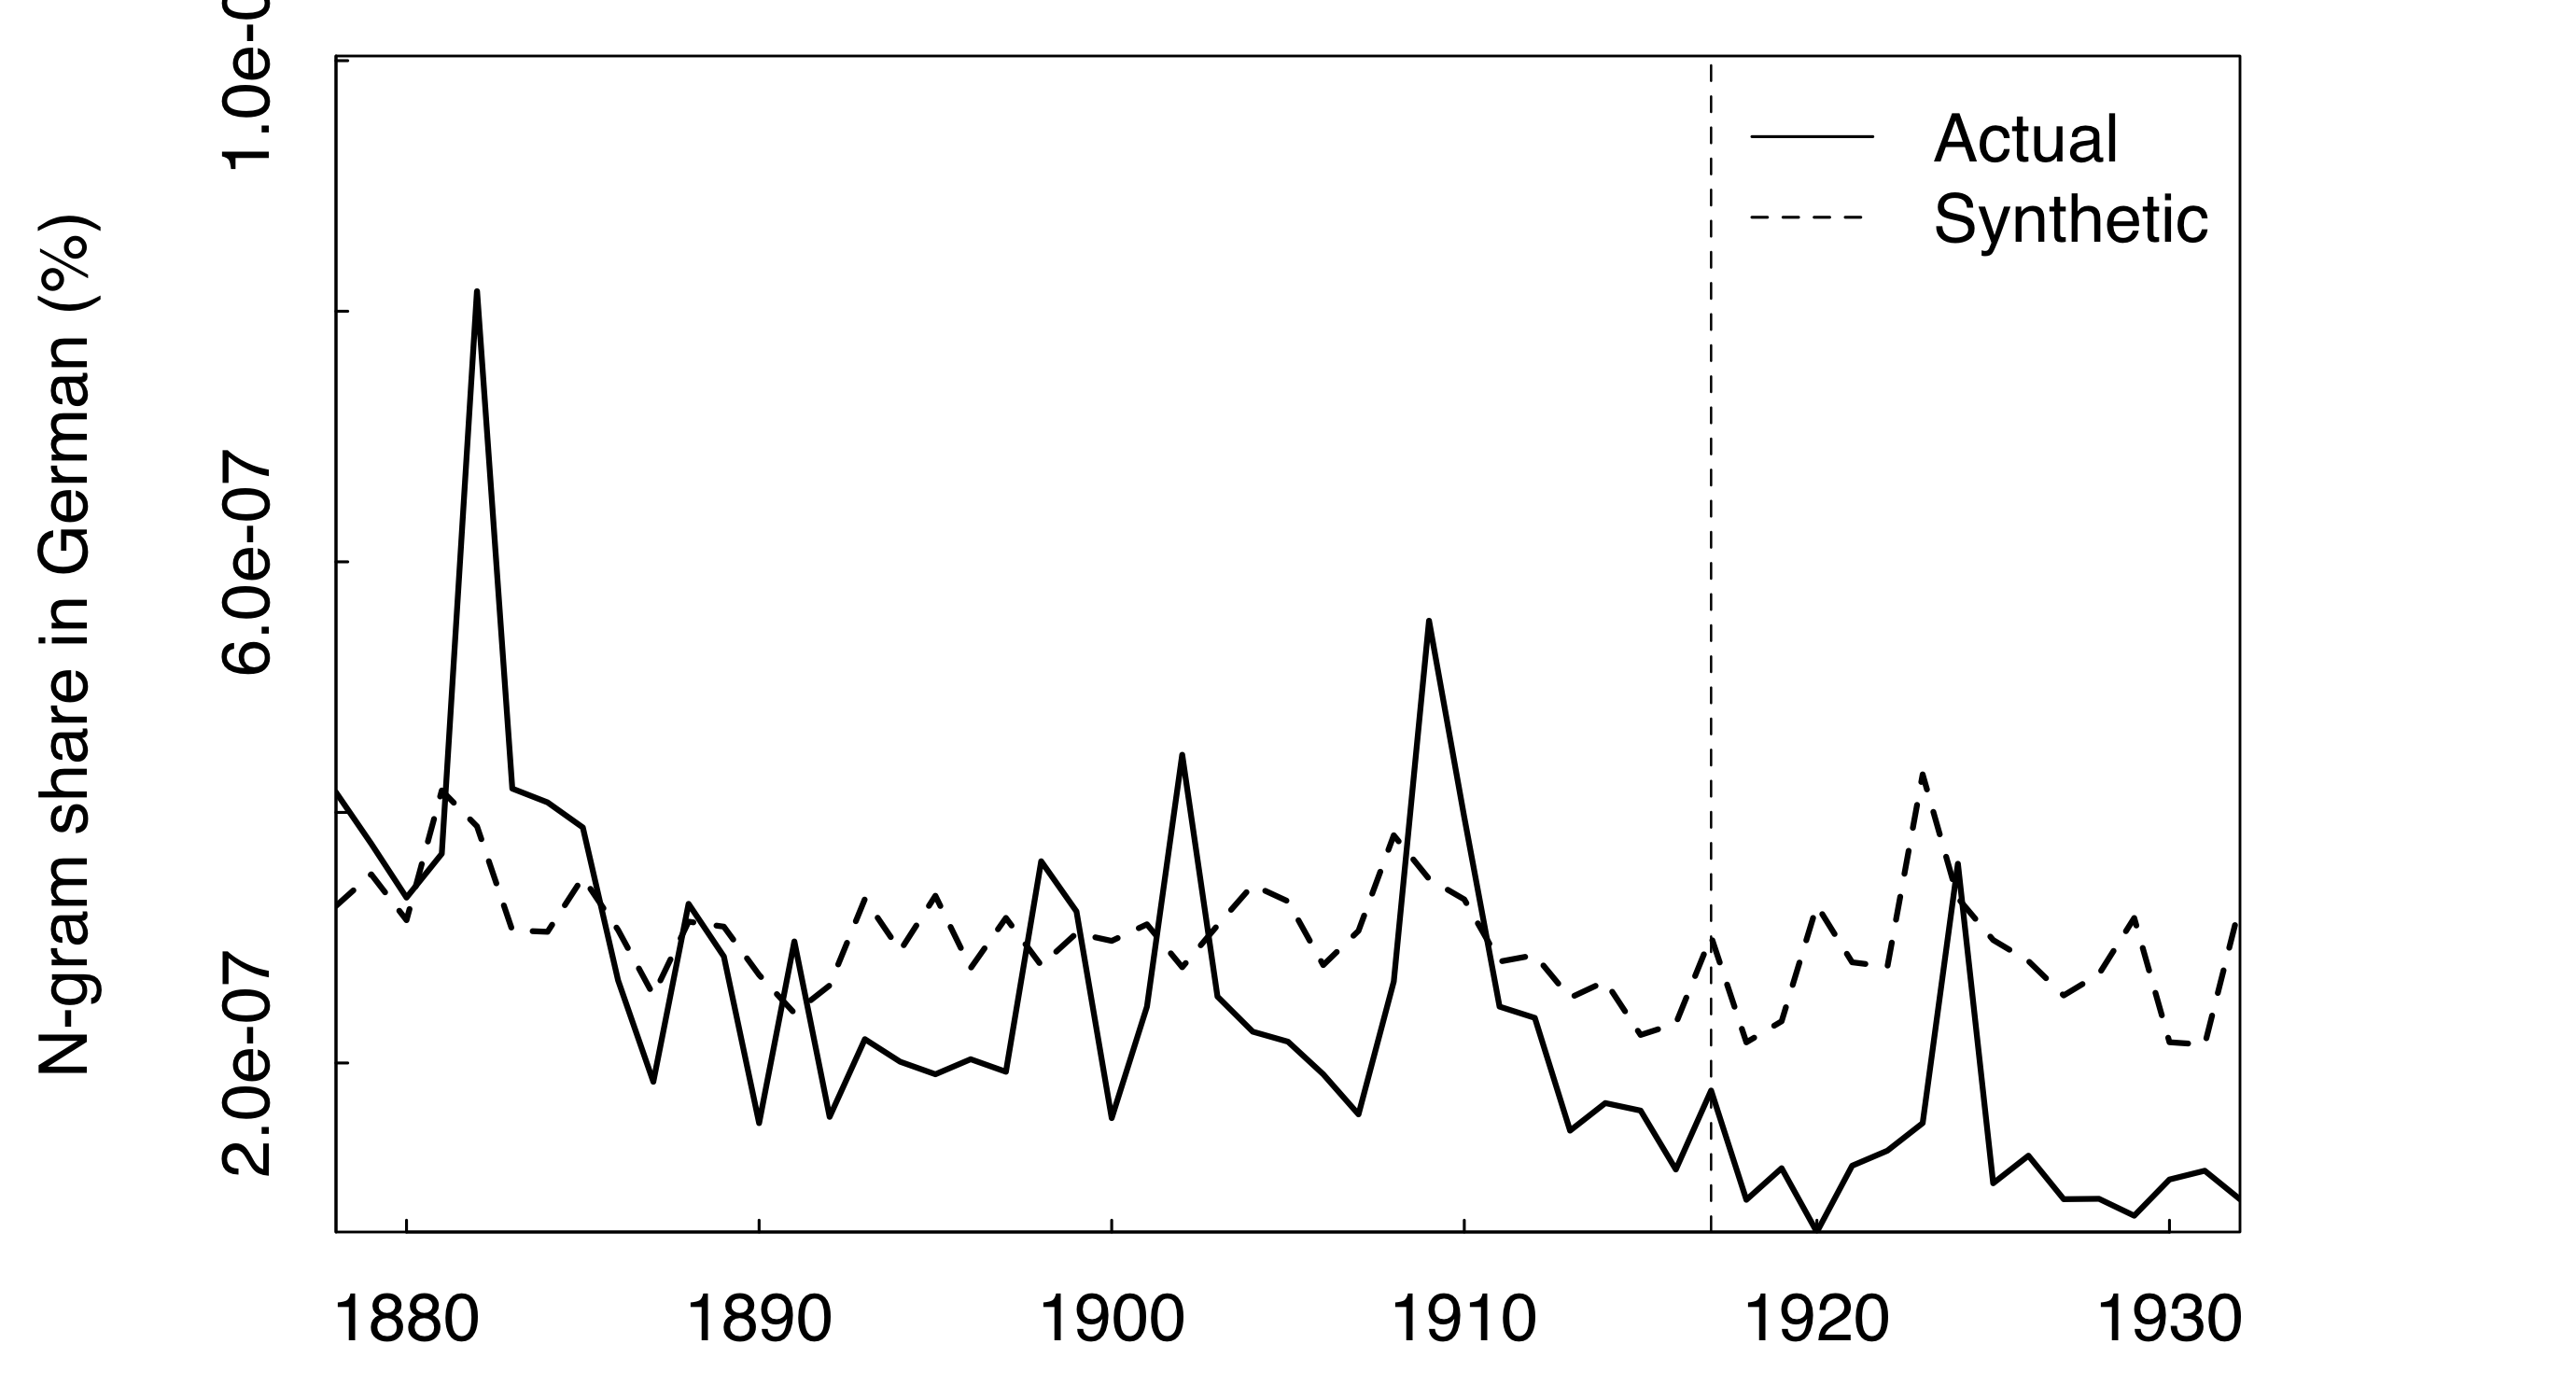 N-gram share in German (%)
1.0e-0
6.0e-07
2.0e-07
Actual
Synthetic
1880 1890 1900 1910 1920 1930